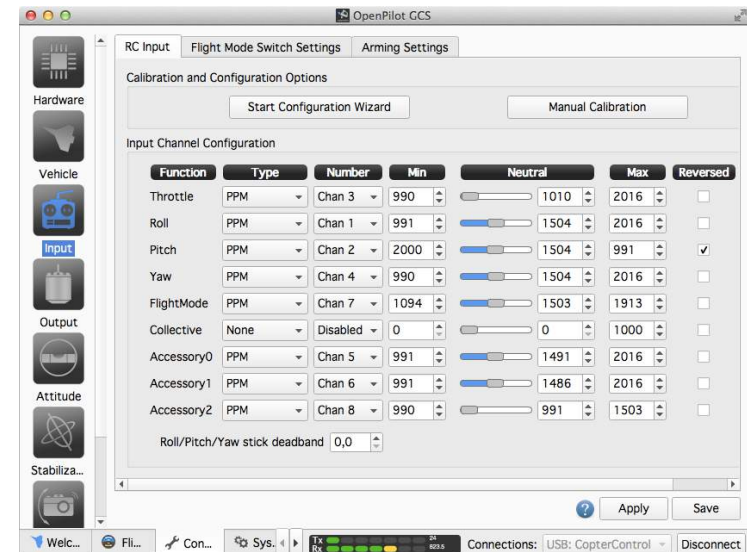 OpenPilot GCS
Hardware
Vehicle
Input
Output
Attitude
Stabiliza...
RC Input Flight Mode Switch Settings Arming Settings
Calibration and Configuration Options
Start Configuration Wizard Manual Calibration
Input Channel Configuration
Function Type Number Min Neutral Max Reversed
Throttle PPM Chan 3 990 1010 2016
Roll PPM Chan 1 991 1504 2016
Pitch PPM Chan 2 2000 1504 991
Yaw PPM Chan 4 990 1504 2016
FlightMode PPM Chan 7 1094 1503 1913
Collective None Disabled 0 0 1000
Accessory0 PPM Chan 5 991 1491 2016
Accessory1 PPM Chan 6 991 1486 2016
Accessory2 PPM Chan 8 990 991 1503
Roll/Pitch/Yaw stick deadband 0,0
? Apply Save
Welc... Fli... Con... Sys. Tx 24 Connections: USB: CopterControl Disconnect
Rx 823.5